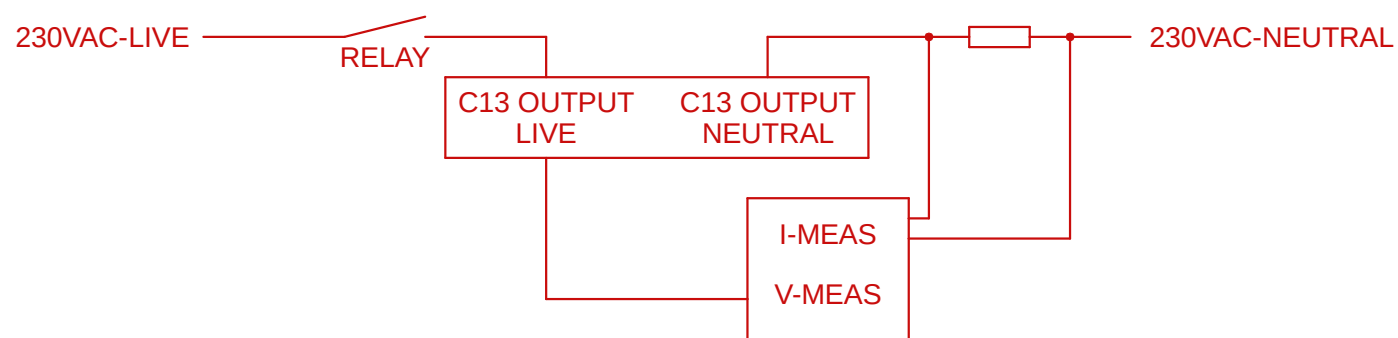 230VAC-LIVE
RELAY
230VAC-NEUTRAL
C13 OUTPUT
LIVE
C13 OUTPUT
NEUTRAL
I-MEAS
V-MEAS